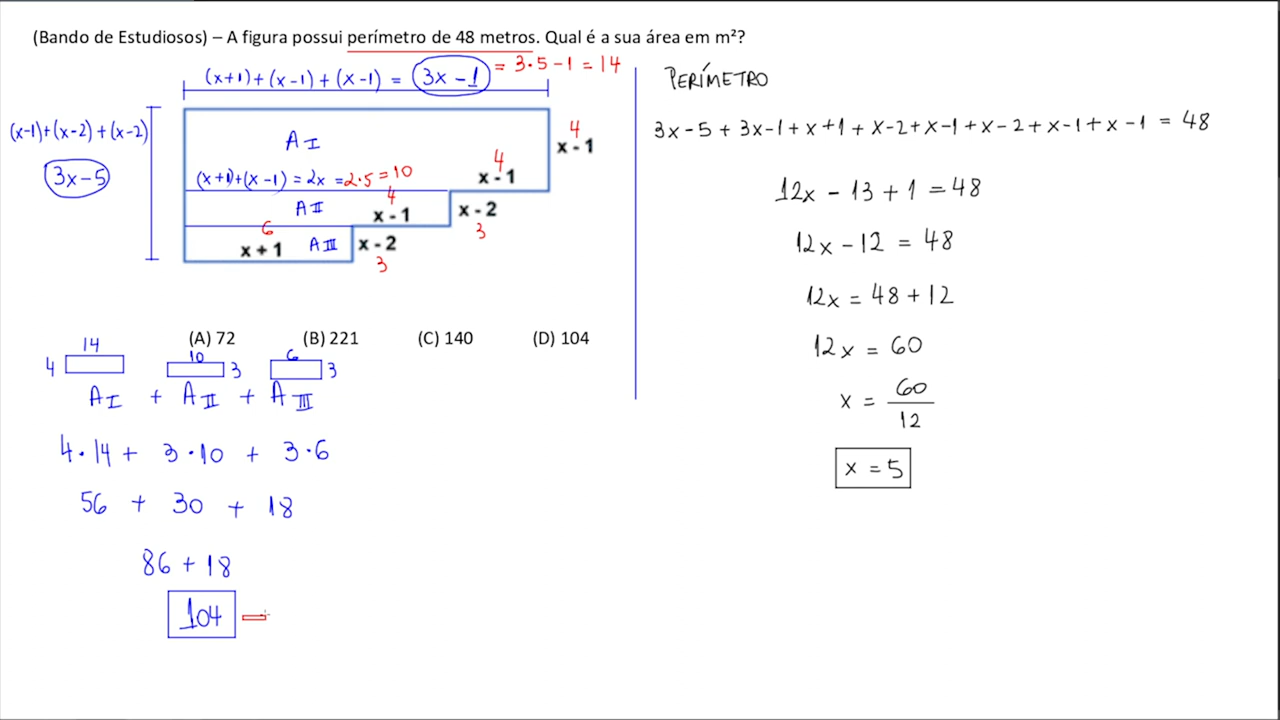 (Bando de Estudiosos) – A figura possui perímetro de 48 metros. Qual é a sua área em m²?
(x+1)+(x-1)+(x-1) = 3x-1 = 3·5-1 = 14
(x-1)+(x-2)+(x-2)
3x-5
A I
4
x - 1
(x+1)+(x-1) = 2x = 2·5 = 10
4
x - 1
A II
4
x - 1
x - 2
3
6
x + 1
A III
x - 2
3
(A) 72 (B) 221 (C) 140 (D) 104
14
4
10
3
6
3
A I + A II + A III
4·14 + 3·10 + 3·6
56 + 30 + 18
86 + 18
104
PERÍMETRO
3x-5 + 3x-1 + x+1 + x-2 + x-1 + x-2 + x-1 + x-1 = 48
12x - 13 + 1 = 48
12x - 12 = 48
12x = 48 + 12
12x = 60
x = 60
12
x = 5